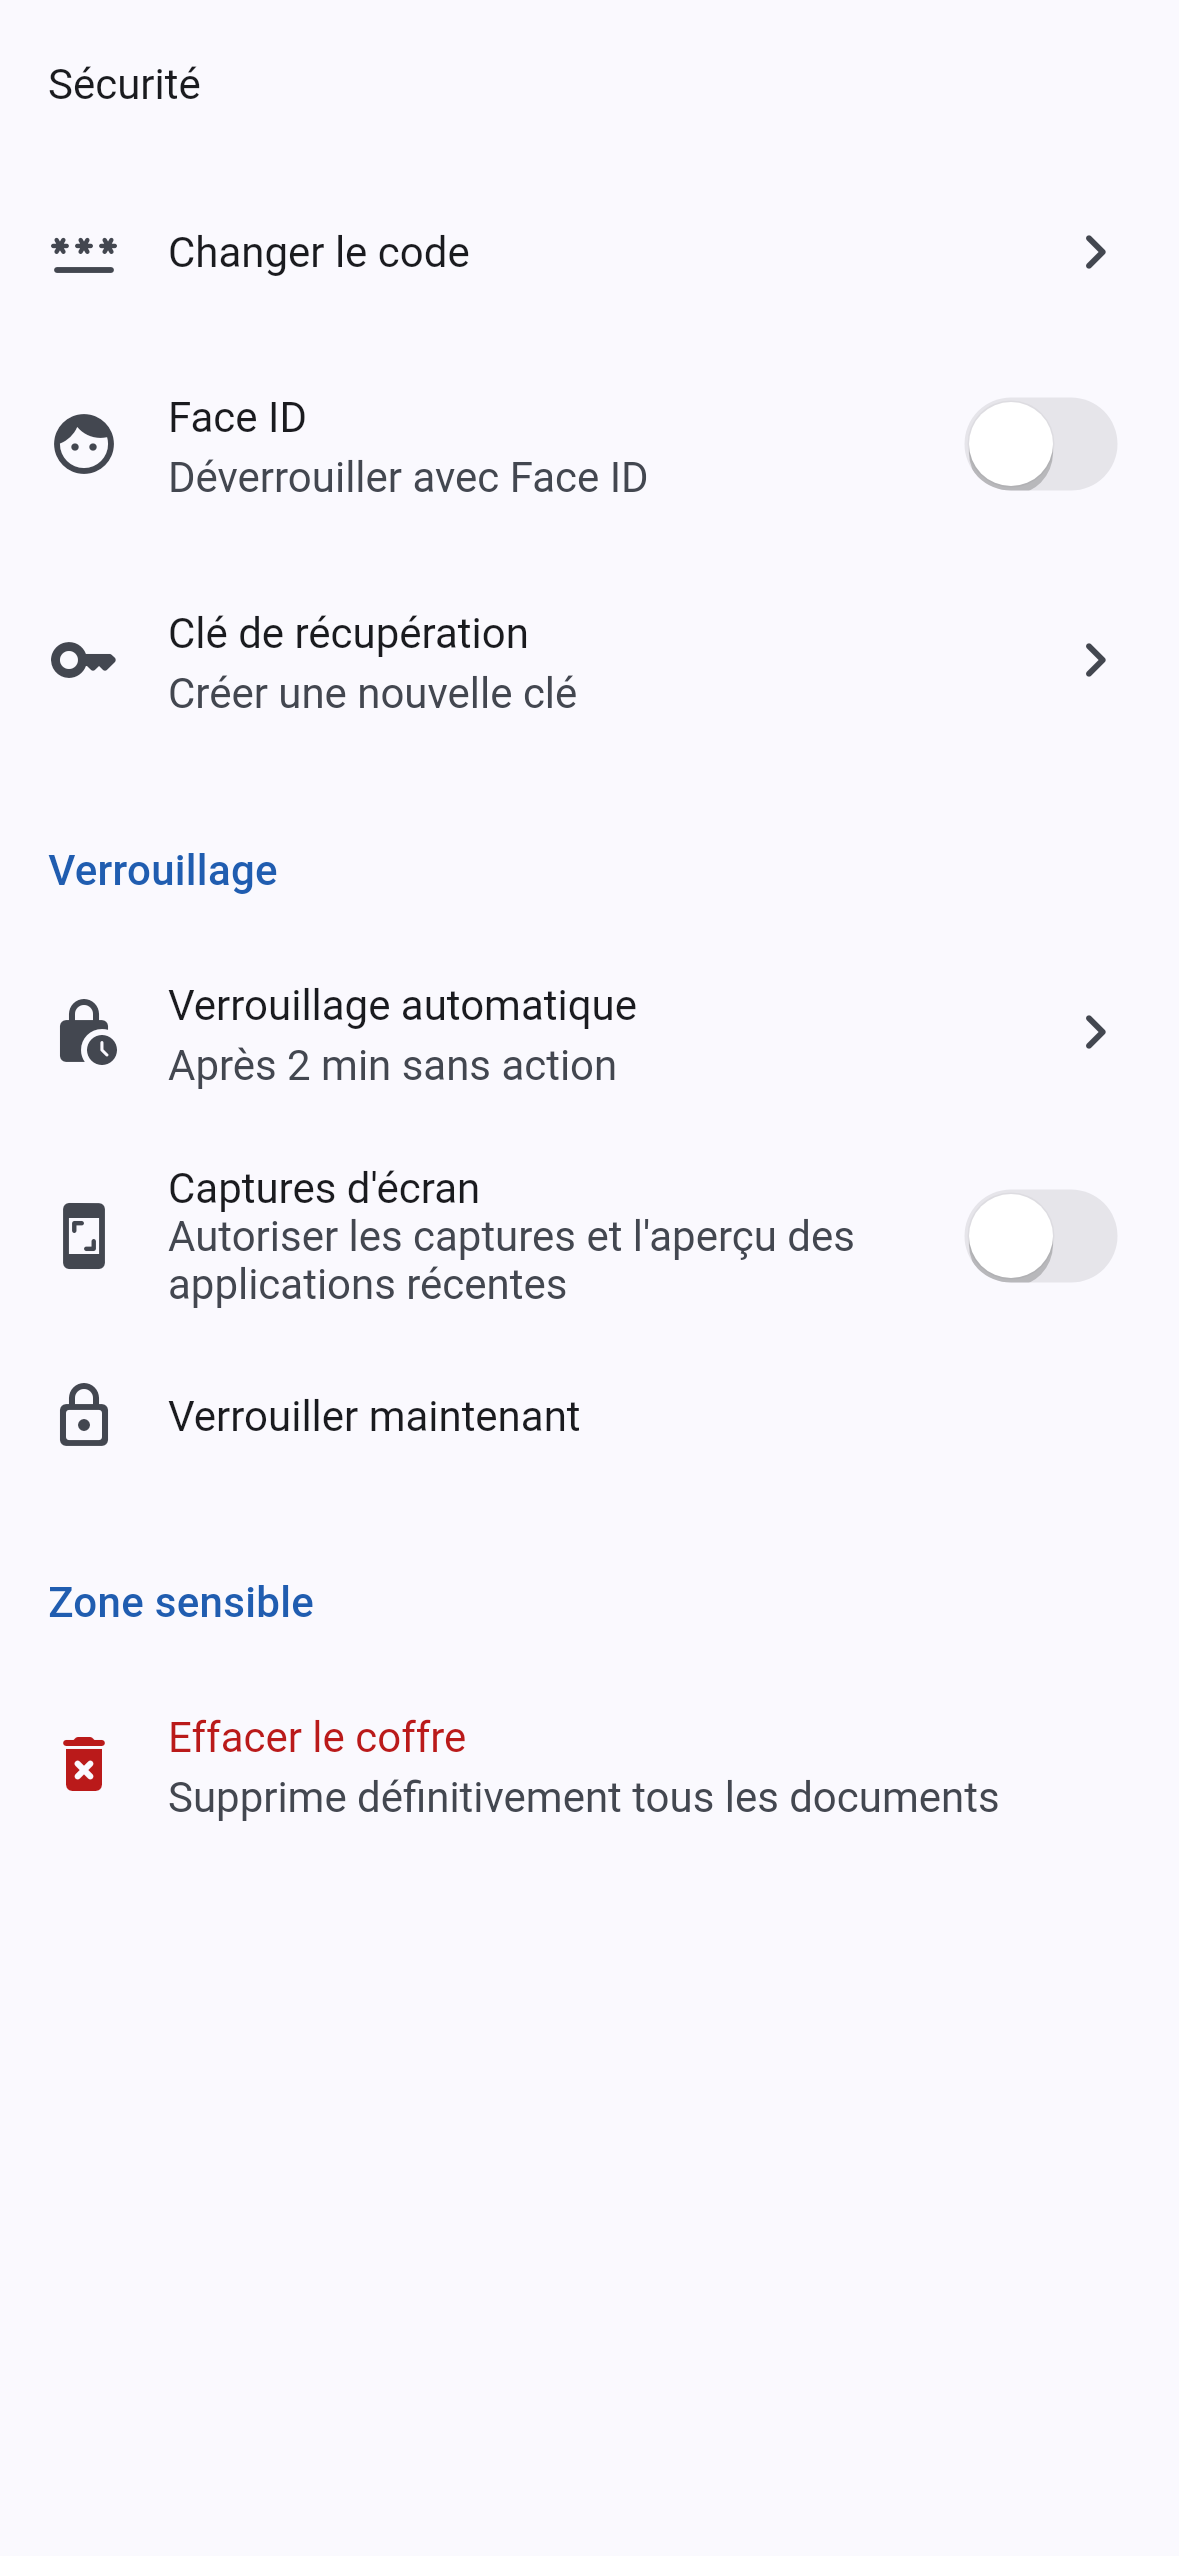 Sécurité
Changer le code
Face ID
Déverrouiller avec Face ID
Clé de récupération
Créer une nouvelle clé
Verrouillage
Verrouillage automatique
Après 2 min sans action
Captures d'écran
Autoriser les captures et l'aperçu des
applications récentes
Verrouiller maintenant
Zone sensible
Effacer le coffre
Supprime définitivement tous les documents